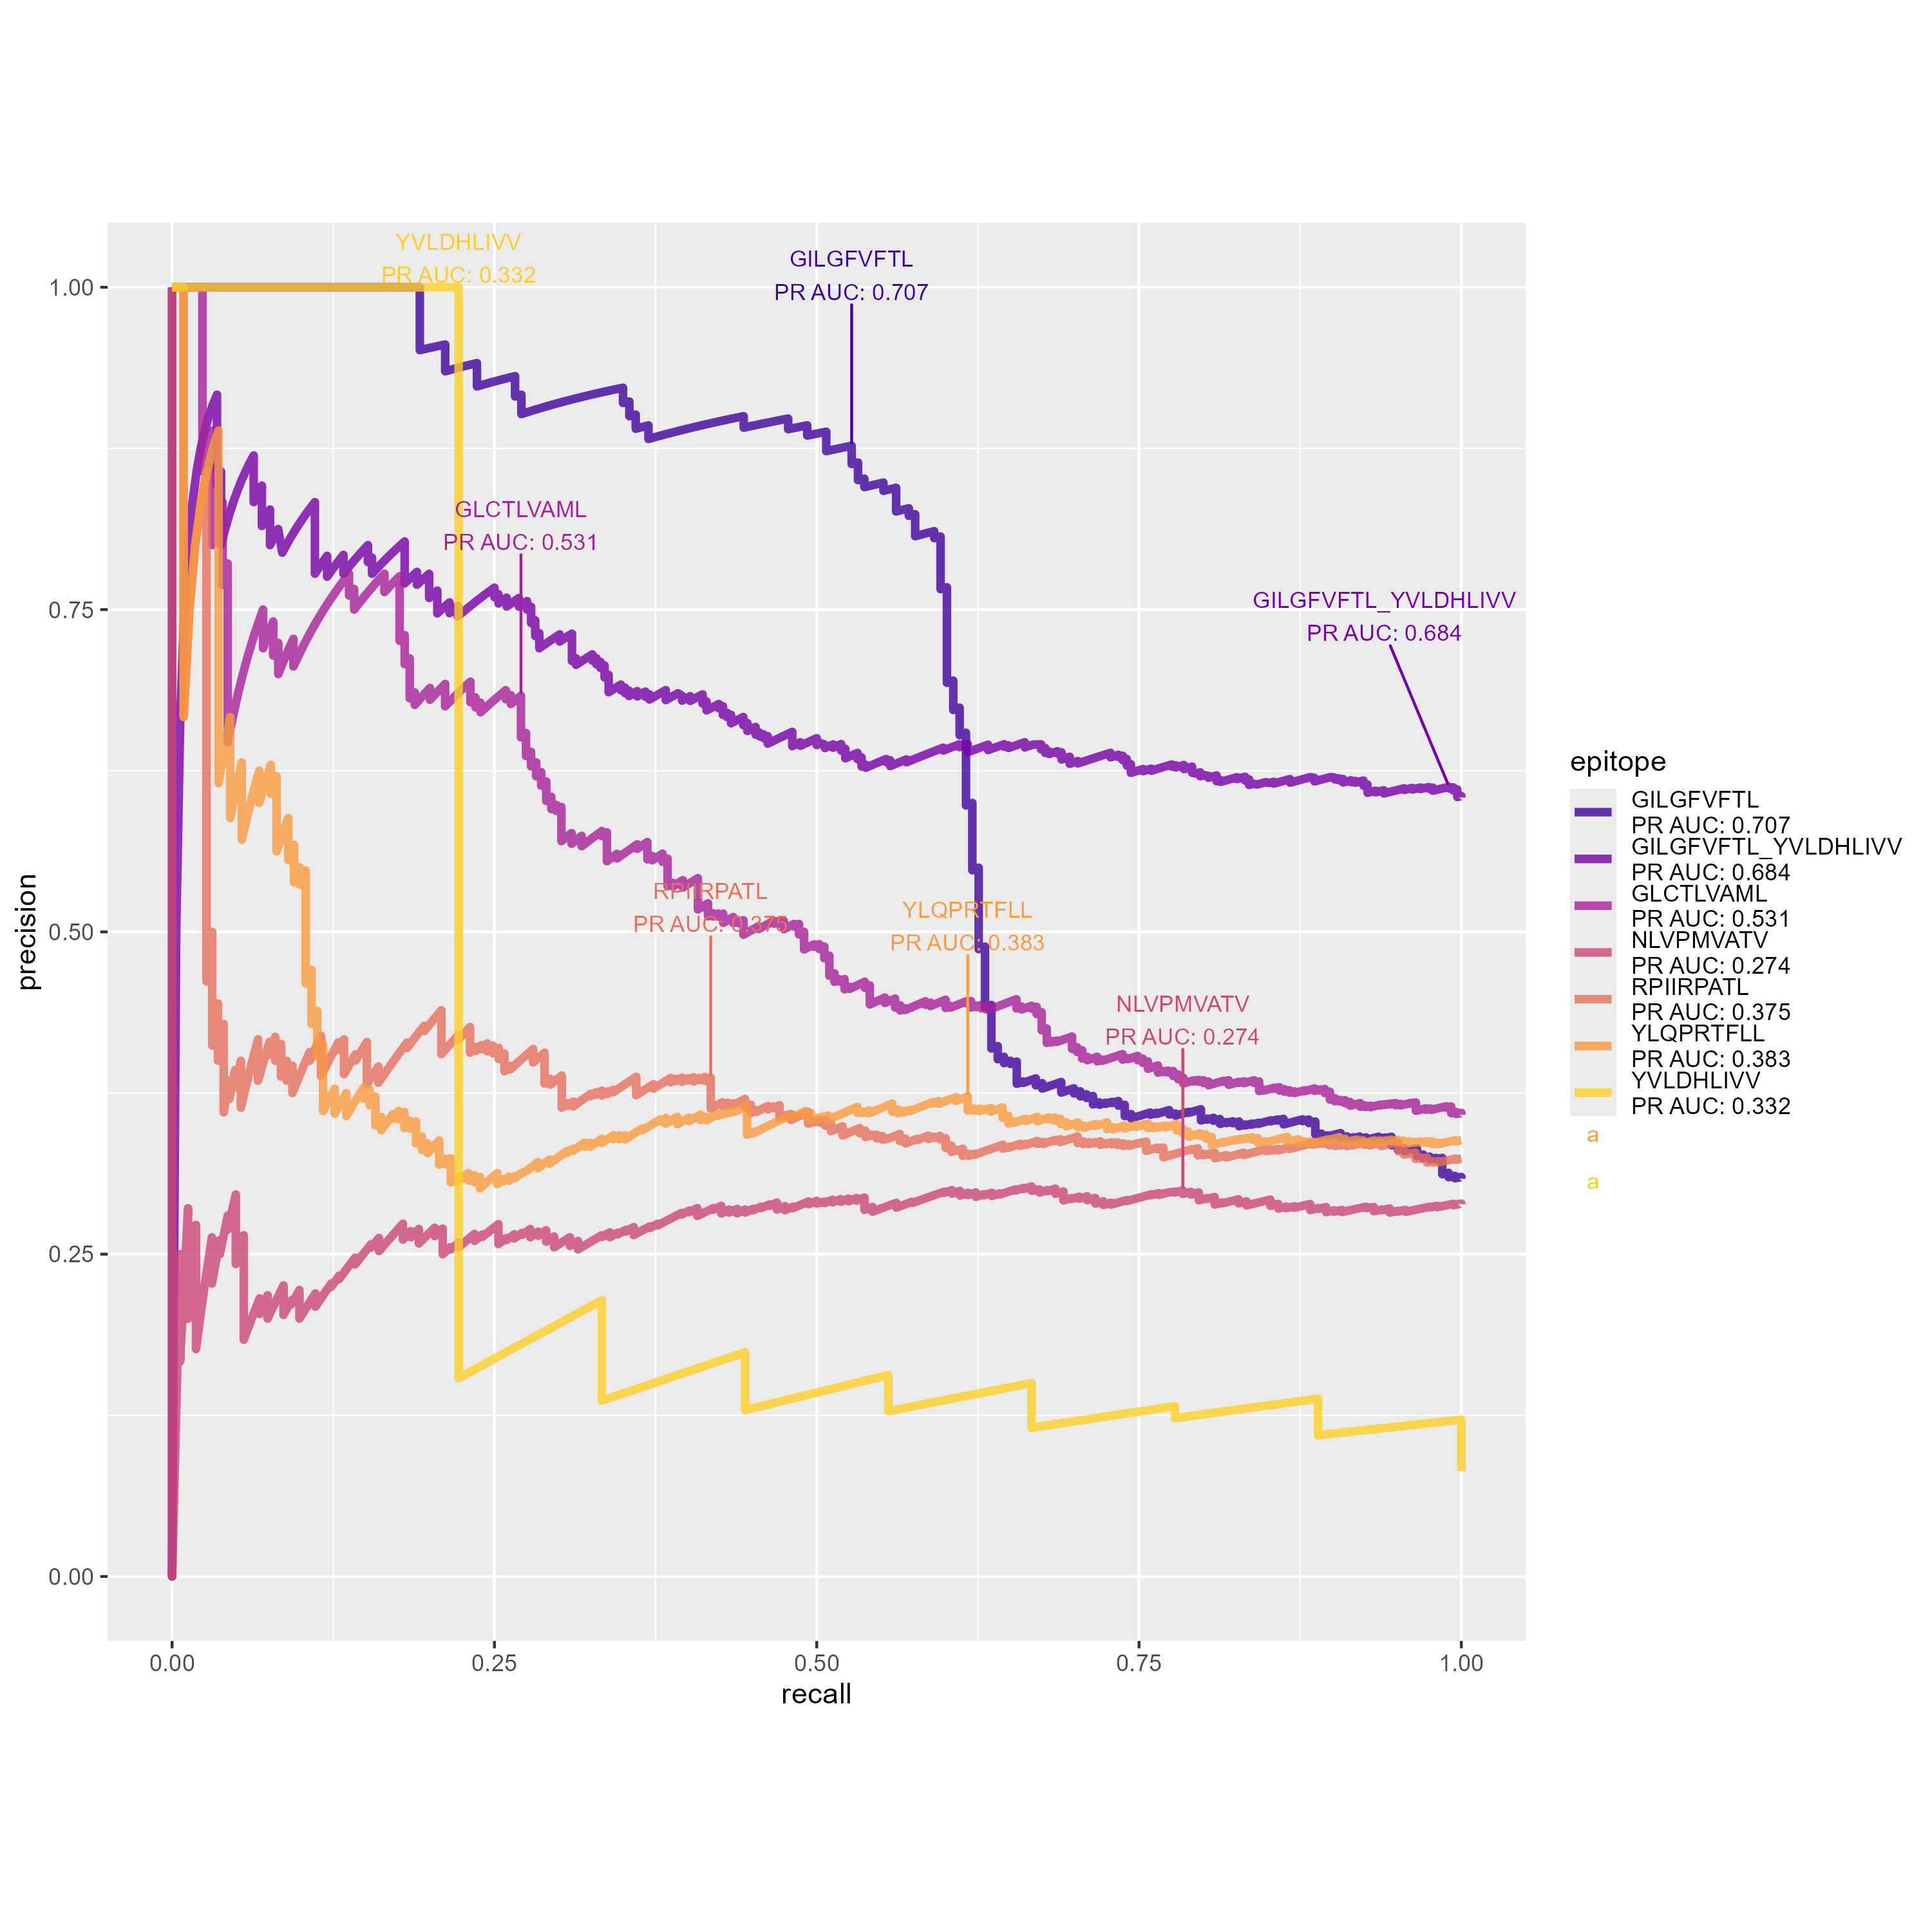 YVLDHLIVV
PR AUC: 0.332
GILGFVFTL
PR AUC: 0.707
GLCTLVAML
PR AUC: 0.531
GILGFVFTL_YVLDHLIVV
PR AUC: 0.684
RPIIRPATL
PR AUC: 0.375
YLQPRTFLL
PR AUC: 0.383
NLVPMVATV
PR AUC: 0.274
1.00
0.75
0.50
0.25
0.00
precision
0.00
0.25
0.50
0.75
1.00
recall
epitope
GILGFVFTL
PR AUC: 0.707
GILGFVFTL_YVLDHLIVV
PR AUC: 0.684
GLCTLVAML
PR AUC: 0.531
NLVPMVATV
PR AUC: 0.274
RPIIRPATL
PR AUC: 0.375
YLQPRTFLL
PR AUC: 0.383
YVLDHLIVV
PR AUC: 0.332
a
a